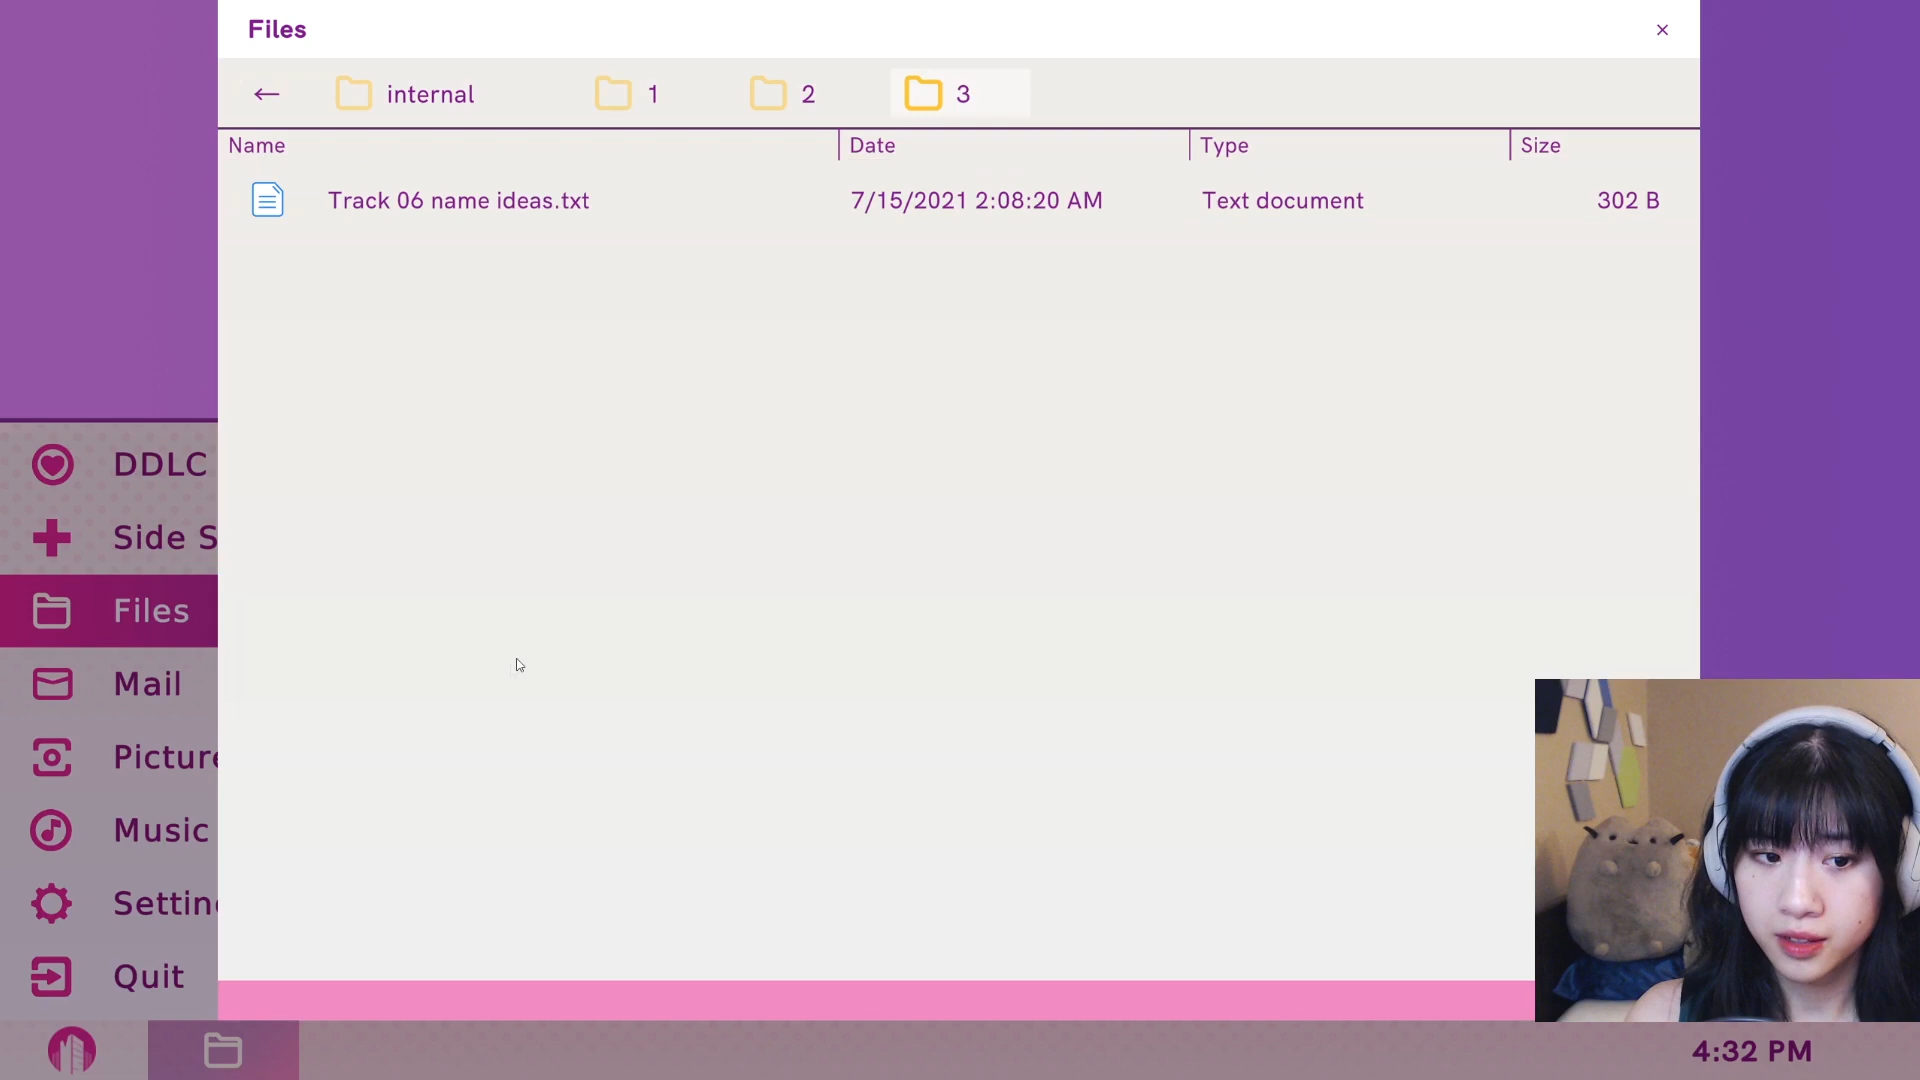 Files
×
← internal 1 2 3
Name Date Type Size
Track 06 name ideas.txt 7/15/2021 2:08:20 AM Text document 302 B
DDLC
Side S
Files
Mail
Picture
Music
Settin
Quit
4:32 PM